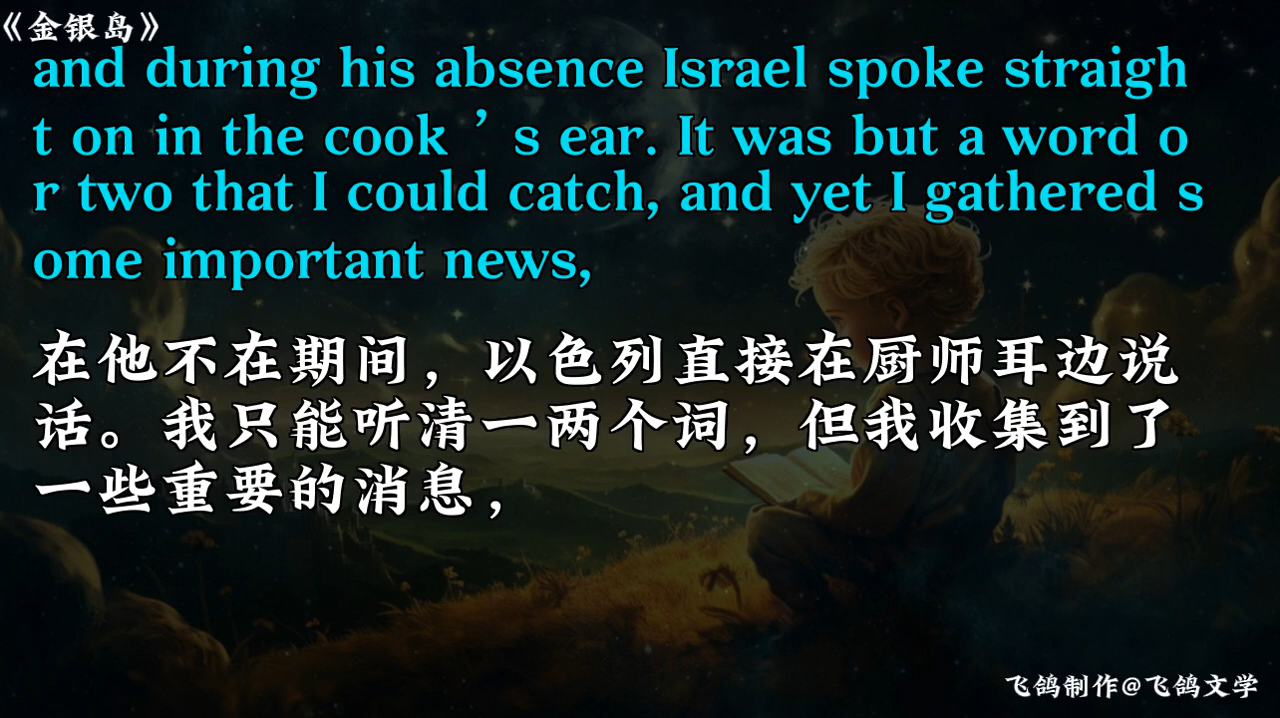 《金银岛》
and during his absence Israel spoke straigh
t on in the cook ’ s ear. It was but a word o
r two that I could catch, and yet I gathered s
ome important news,
在他不在期间，以色列直接在厨师耳边说
话。我只能听清一两个词，但我收集到了
一些重要的消息，
飞鸽制作@飞鸽文学